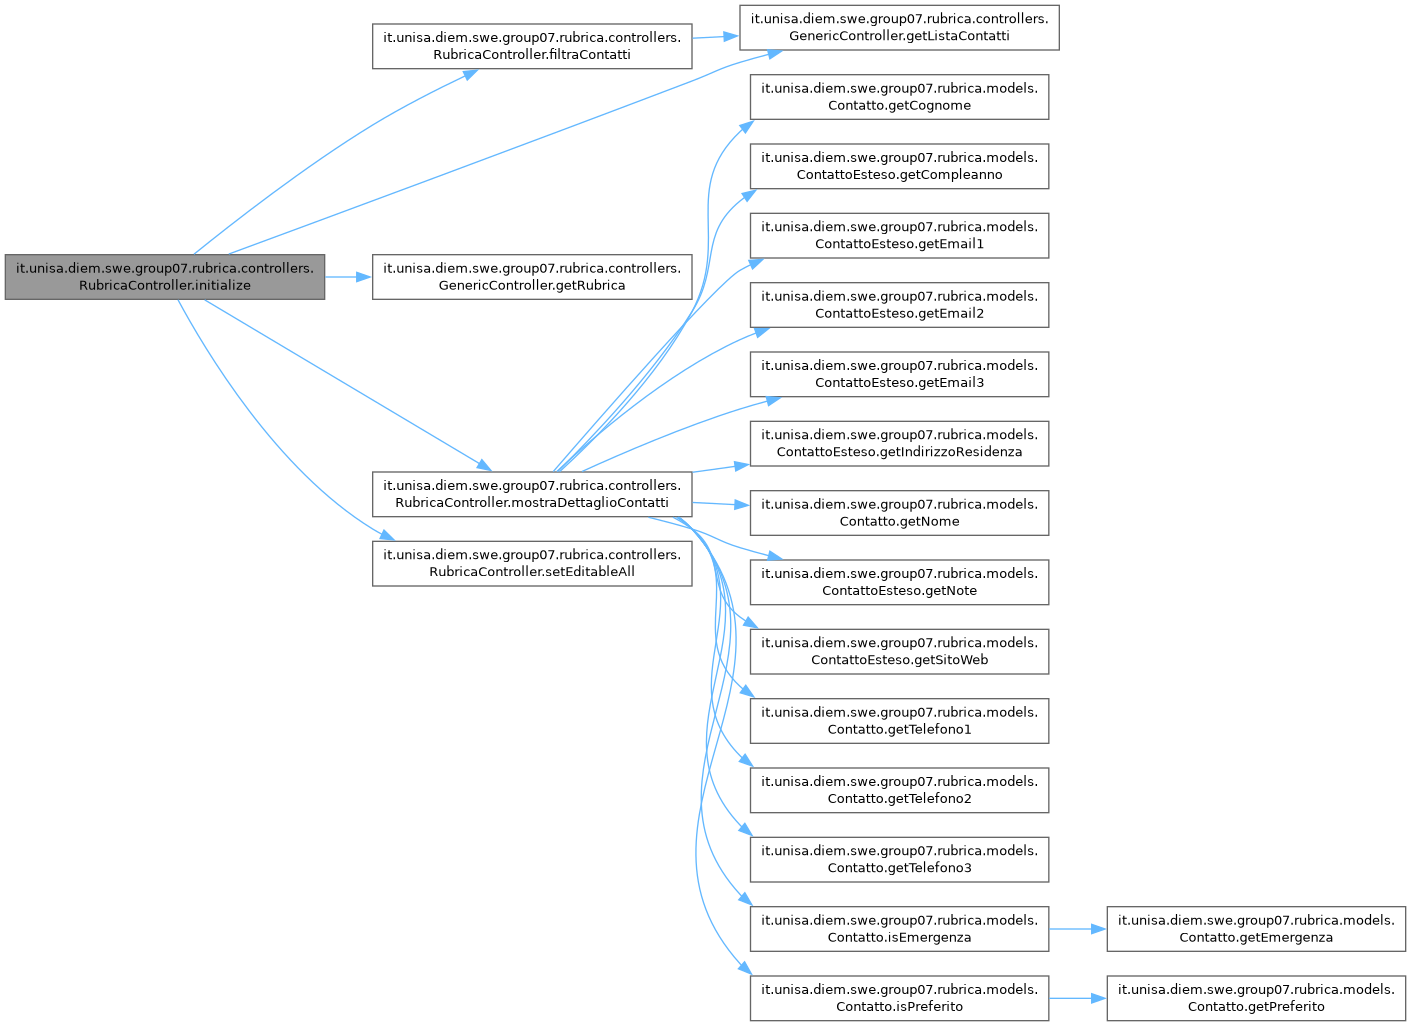 it.unisa.diem.swe.group07.rubrica.controllers.
RubricaController.initialize
it.unisa.diem.swe.group07.rubrica.controllers.
RubricaController.filtraContatti
it.unisa.diem.swe.group07.rubrica.controllers.
GenericController.getRubrica
it.unisa.diem.swe.group07.rubrica.controllers.
RubricaController.mostraDettaglioContatti
it.unisa.diem.swe.group07.rubrica.controllers.
RubricaController.setEditableAll
it.unisa.diem.swe.group07.rubrica.controllers.
GenericController.getListaContatti
it.unisa.diem.swe.group07.rubrica.models.
Contatto.getCognome
it.unisa.diem.swe.group07.rubrica.models.
ContattoEsteso.getCompleanno
it.unisa.diem.swe.group07.rubrica.models.
ContattoEsteso.getEmail1
it.unisa.diem.swe.group07.rubrica.models.
ContattoEsteso.getEmail2
it.unisa.diem.swe.group07.rubrica.models.
ContattoEsteso.getEmail3
it.unisa.diem.swe.group07.rubrica.models.
ContattoEsteso.getIndirizzoResidenza
it.unisa.diem.swe.group07.rubrica.models.
Contatto.getNome
it.unisa.diem.swe.group07.rubrica.models.
ContattoEsteso.getNote
it.unisa.diem.swe.group07.rubrica.models.
ContattoEsteso.getSitoWeb
it.unisa.diem.swe.group07.rubrica.models.
Contatto.getTelefono1
it.unisa.diem.swe.group07.rubrica.models.
Contatto.getTelefono2
it.unisa.diem.swe.group07.rubrica.models.
Contatto.getTelefono3
it.unisa.diem.swe.group07.rubrica.models.
Contatto.isEmergenza
it.unisa.diem.swe.group07.rubrica.models.
Contatto.isPreferito
it.unisa.diem.swe.group07.rubrica.models.
Contatto.getEmergenza
it.unisa.diem.swe.group07.rubrica.models.
Contatto.getPreferito